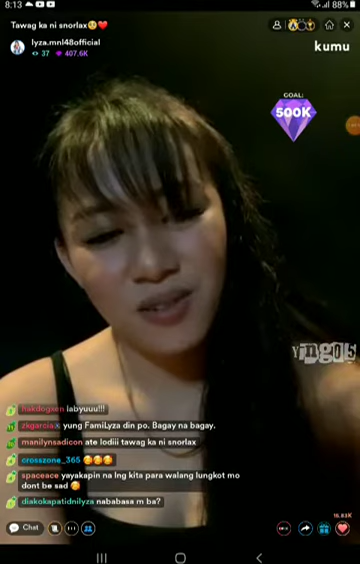 8:13
88%
Tawag ka ni snorlax🥺❤️
lyza.mnl48official
37 407.6K
kumu
GOAL:
500K
Yngos
hakdogsen labyuuu!!!
zkgarcia.s yung FamiLyza din po. Bagay na bagay.
manilynsadicon ate lodiii tawag ka ni snorlax
crosszone_365 🥰🥰🥰
spaceace yayakapin na lng kita para walang lungkot mo
dont be sad 🥰
diakokapatidnilyza nababasa m ba?
Chat